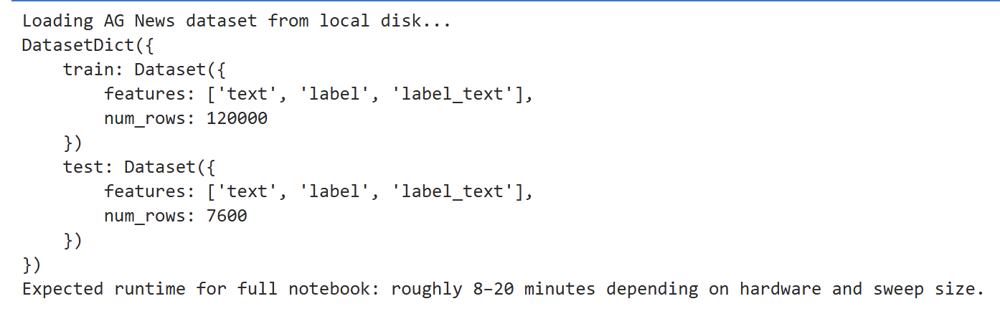 Loading AG News dataset from local disk...
DatasetDict({
    train: Dataset({
        features: ['text', 'label', 'label_text'],
        num_rows: 120000
    })
    test: Dataset({
        features: ['text', 'label', 'label_text'],
        num_rows: 7600
    })
})
Expected runtime for full notebook: roughly 8–20 minutes depending on hardware and sweep size.